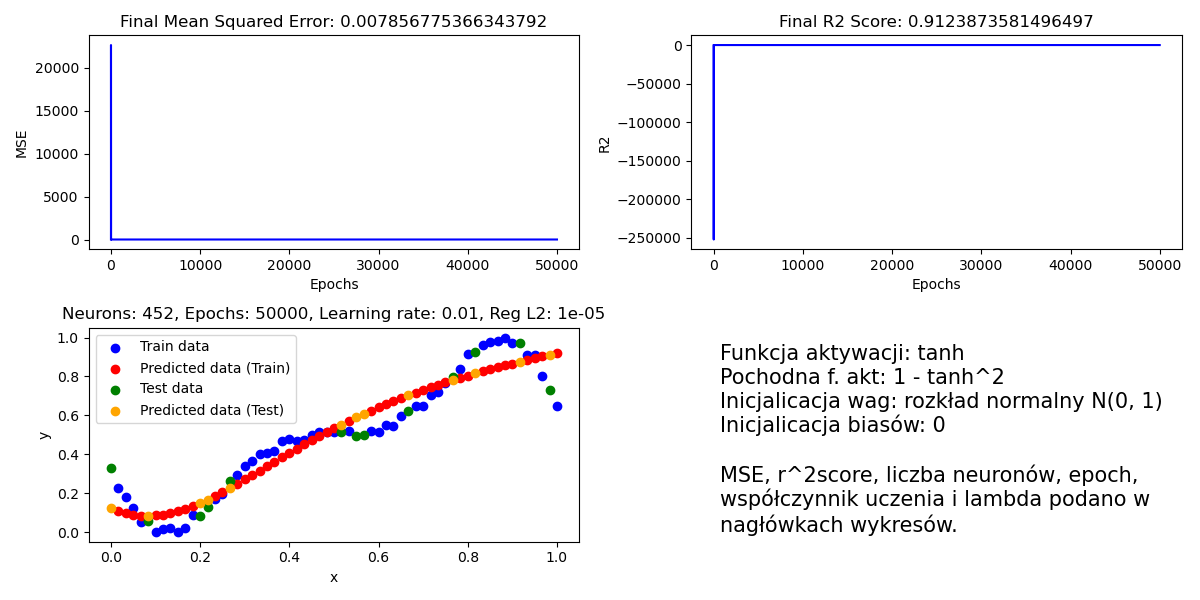 Final Mean Squared Error: 0.007856775366343792
20000
15000
10000
5000
0
MSE
0
10000
20000
30000
40000
50000
Epochs
Final R2 Score: 0.9123873581496497
0
−50000
−100000
−150000
−200000
−250000
R2
0
10000
20000
30000
40000
50000
Epochs
Neurons: 452, Epochs: 50000, Learning rate: 0.01, Reg L2: 1e-05
Train data
Predicted data (Train)
Test data
Predicted data (Test)
1.0
0.8
0.6
0.4
0.2
0.0
y
0.0
0.2
0.4
0.6
0.8
1.0
x
Funkcja aktywacji: tanh
Pochodna f. akt: 1 - tanh^2
Inicjalicacja wag: rozkład normalny N(0, 1)
Inicjalicacja biasów: 0
MSE, r^2score, liczba neuronów, epoch,
współczynnik uczenia i lambda podano w
nagłówkach wykresów.